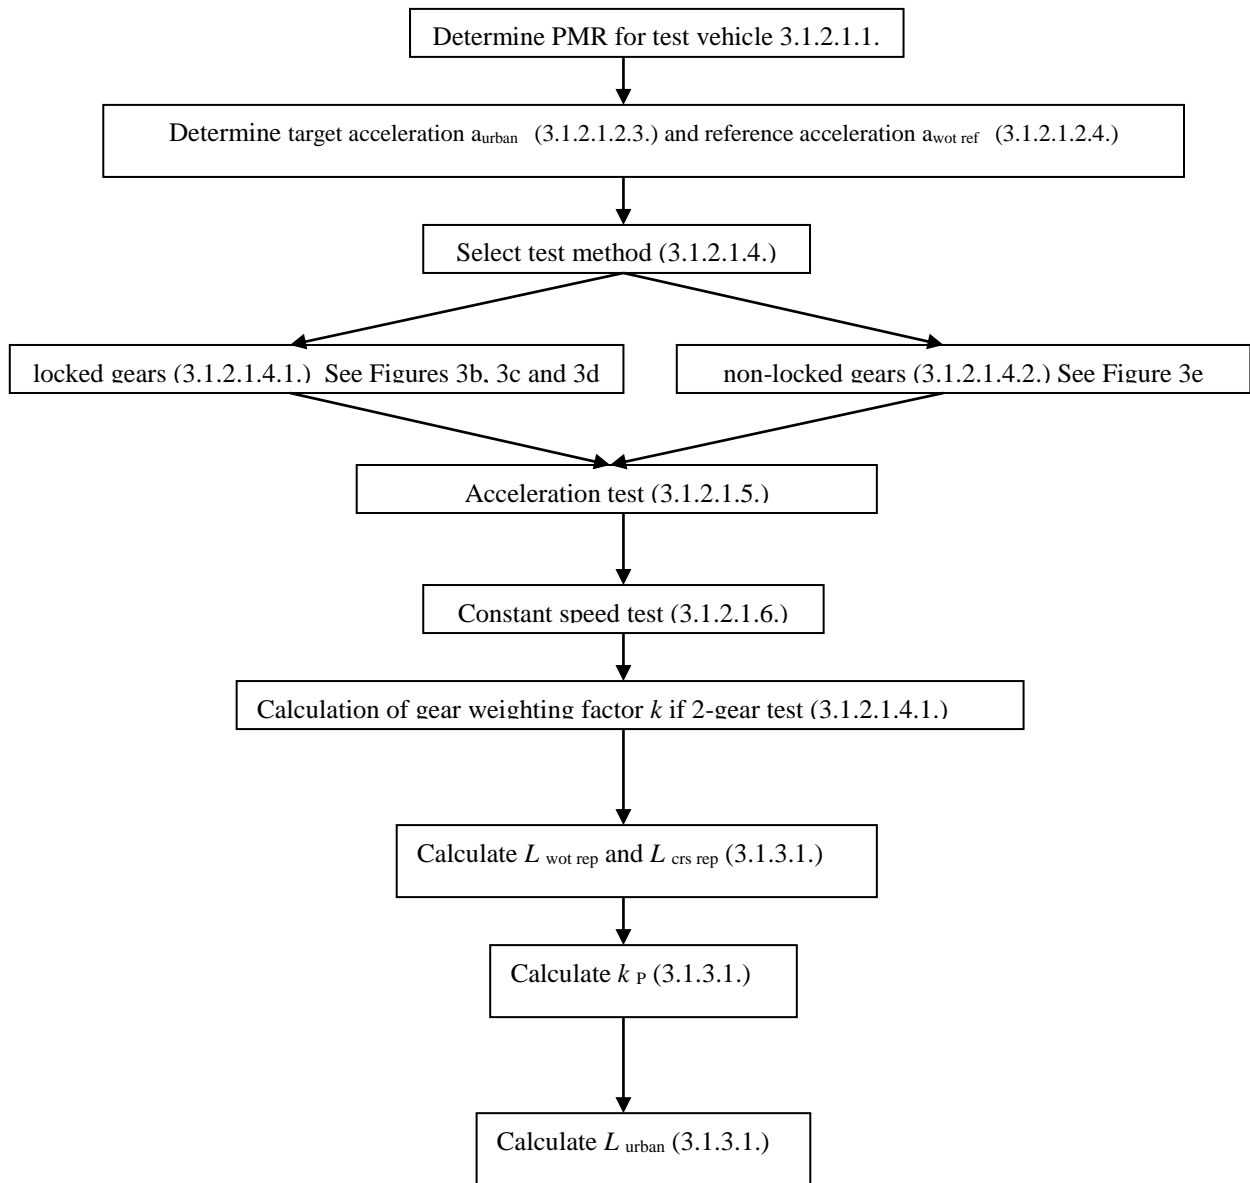 Determine PMR for test vehicle 3.1.2.1.1.
Determine target acceleration aurban (3.1.2.1.2.3.) and reference acceleration awot ref (3.1.2.1.2.4.)
Select test method (3.1.2.1.4.)
locked gears (3.1.2.1.4.1.) See Figures 3b, 3c and 3d
non-locked gears (3.1.2.1.4.2.) See Figure 3e
Acceleration test (3.1.2.1.5.)
Constant speed test (3.1.2.1.6.)
Calculation of gear weighting factor k if 2-gear test (3.1.2.1.4.1.)
Calculate L wot rep and L crs rep (3.1.3.1.)
Calculate k P (3.1.3.1.)
Calculate L urban (3.1.3.1.)